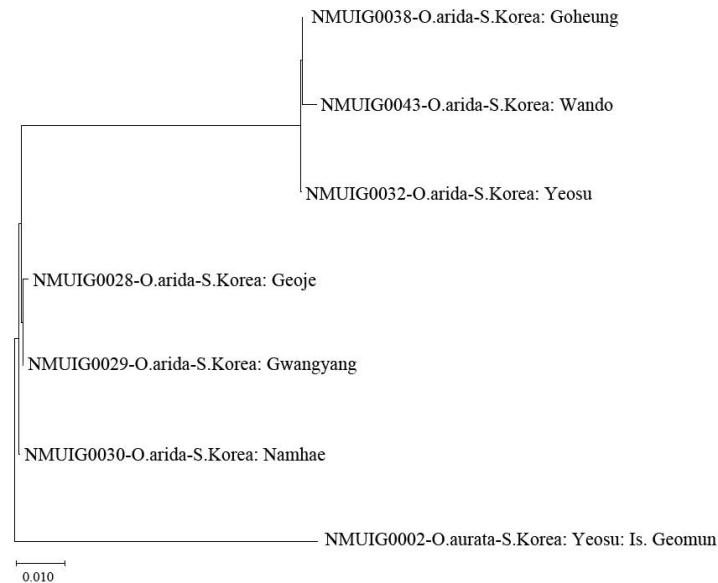 NMUIG0038-O.arida-S.Korea: Goheung
NMUIG0043-O.arida-S.Korea: Wando
NMUIG0032-O.arida-S.Korea: Yeosu
NMUIG0028-O.arida-S.Korea: Geoje
NMUIG0029-O.arida-S.Korea: Gwangyang
NMUIG0030-O.arida-S.Korea: Namhae
NMUIG0002-O.aurata-S.Korea: Yeosu: Is. Geomun
0.010